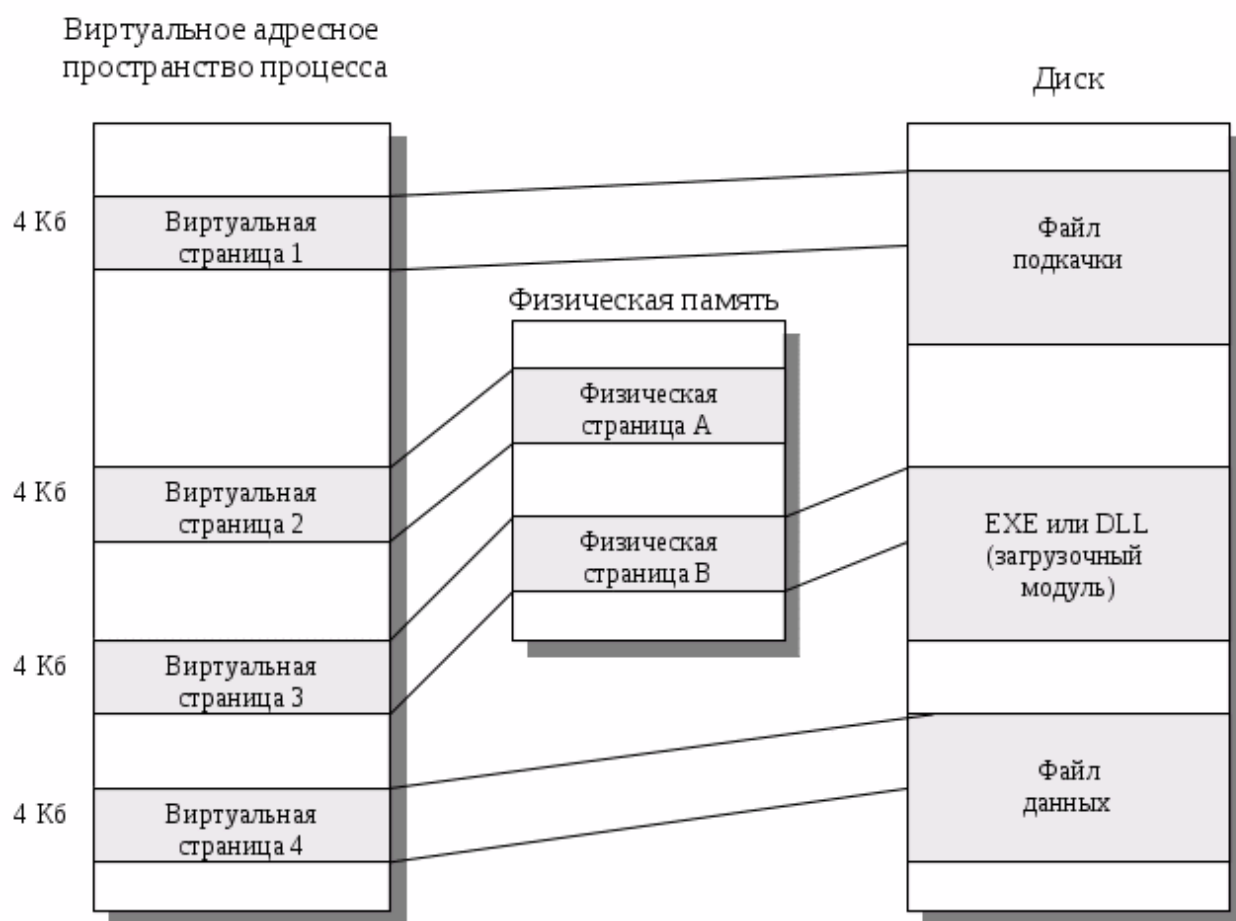 Виртуальное адресное
пространство процесса
Диск
4 Кб
Виртуальная
страница 1
Файл
подкачки
Физическая память
Физическая
страница A
4 Кб
Виртуальная
страница 2
EXE или DLL
(загрузочный
модуль)
Физическая
страница B
4 Кб
Виртуальная
страница 3
Файл
данных
4 Кб
Виртуальная
страница 4